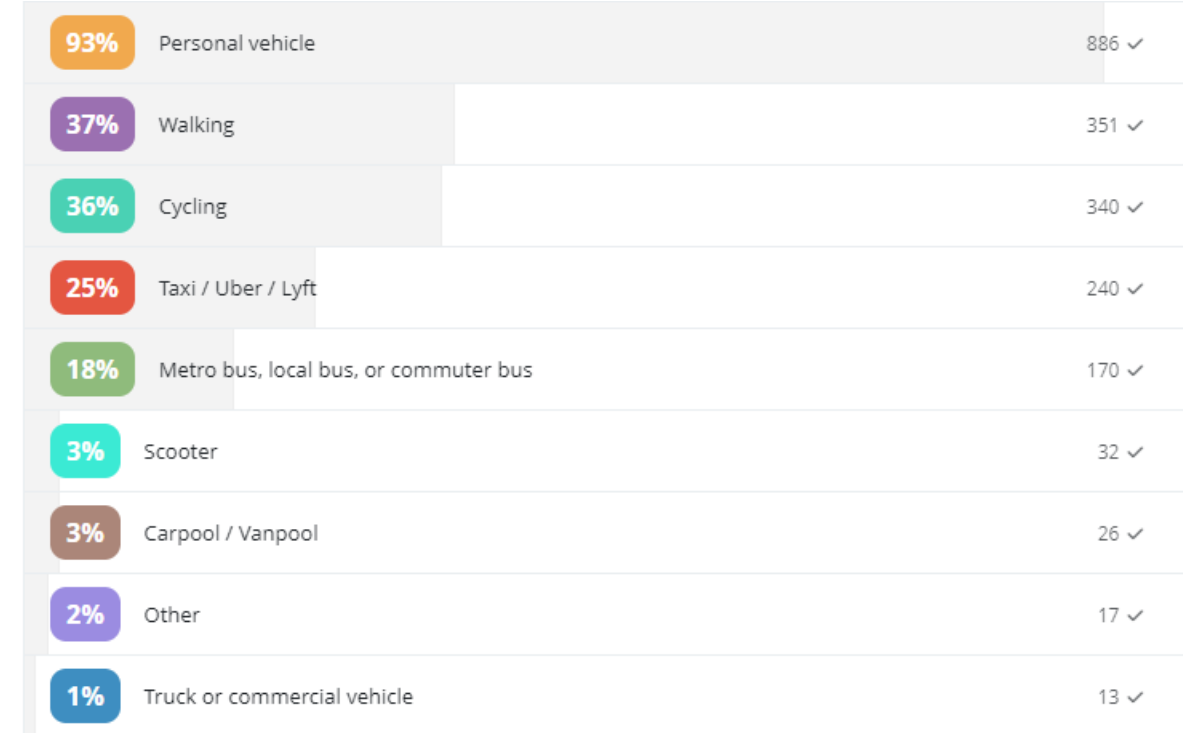 93% Personal vehicle 886 ✓
37% Walking 351 ✓
36% Cycling 340 ✓
25% Taxi / Uber / Lyft 240 ✓
18% Metro bus, local bus, or commuter bus 170 ✓
3% Scooter 32 ✓
3% Carpool / Vanpool 26 ✓
2% Other 17 ✓
1% Truck or commercial vehicle 13 ✓